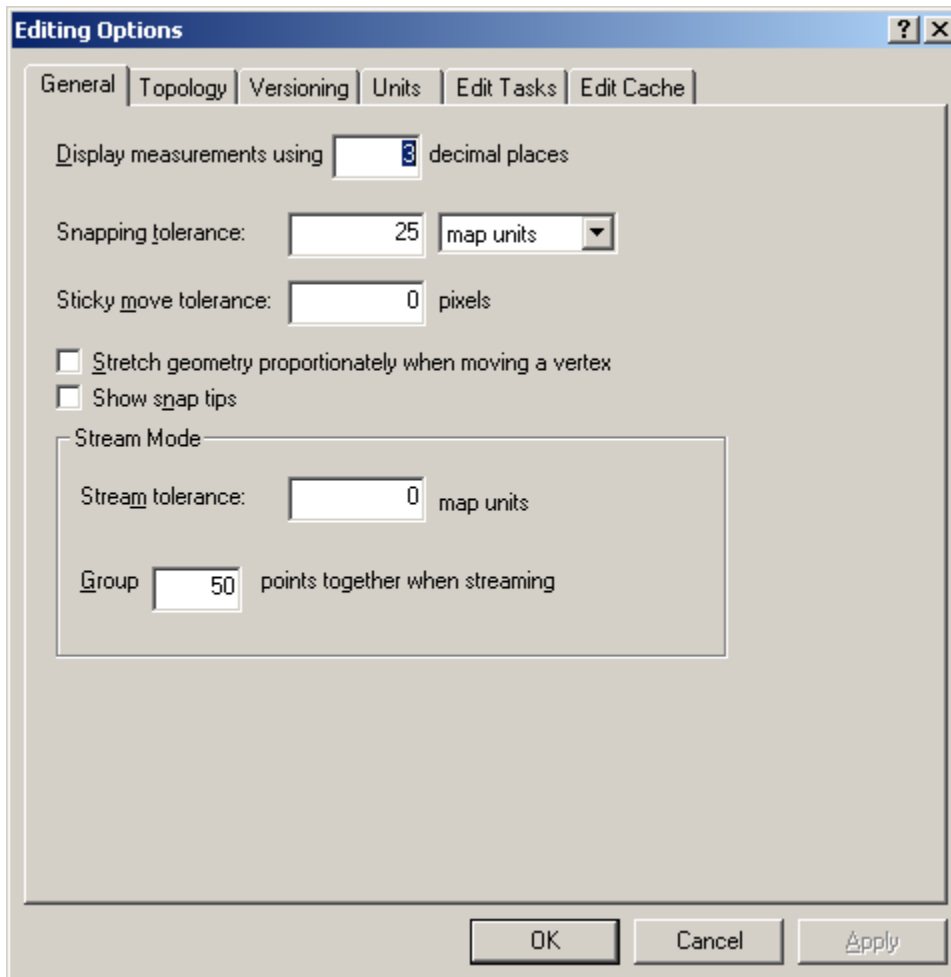 Editing Options
General Topology Versioning Units Edit Tasks Edit Cache
Display measurements using 3 decimal places
Snapping tolerance: 25 map units
Sticky move tolerance: 0 pixels
Stretch geometry proportionately when moving a vertex
Show snap tips
Stream Mode
Stream tolerance: 0 map units
Group 50 points together when streaming
OK Cancel Apply